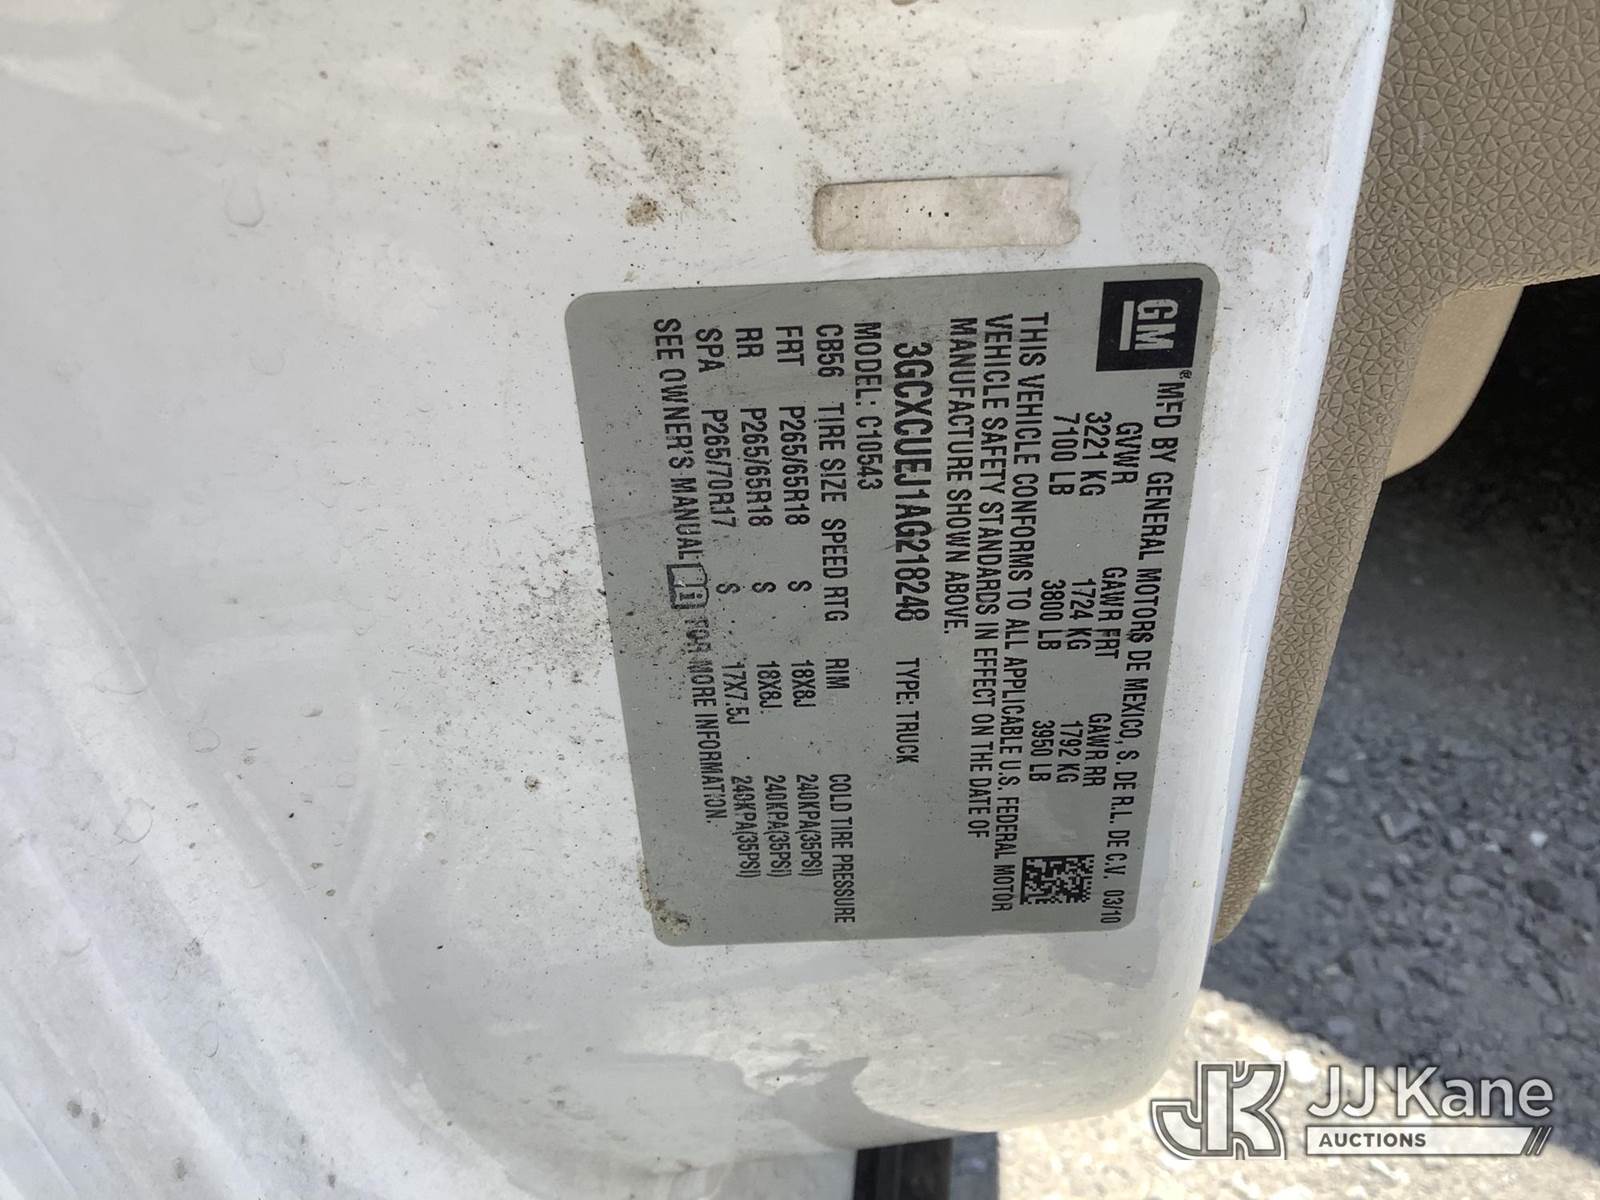 GM
® MFD BY GENERAL MOTORS DE MEXICO, S. DE R.L. DE C.V. 03/10
GVWR GAWR FRT GAWR RR
3221 KG 1724 KG 1792 KG
7100 LB 3800 LB 3950 LB
THIS VEHICLE CONFORMS TO ALL APPLICABLE U.S. FEDERAL MOTOR
VEHICLE SAFETY STANDARDS IN EFFECT ON THE DATE OF
MANUFACTURE SHOWN ABOVE.
3GCXCUEJ1AG218248 TYPE: TRUCK
MODEL: C10543
CB56 TIRE SIZE SPEED RTG RIM COLD TIRE PRESSURE
FRT P265/65R18 S 18X8J 240KPA(35PSI)
RR P265/65R18 S 18X8J 240KPA(35PSI)
SPA P265/70R17 S 17X7.5J 240KPA(35PSI)
SEE OWNER'S MANUAL FOR MORE INFORMATION.
JK JJ Kane
AUCTIONS